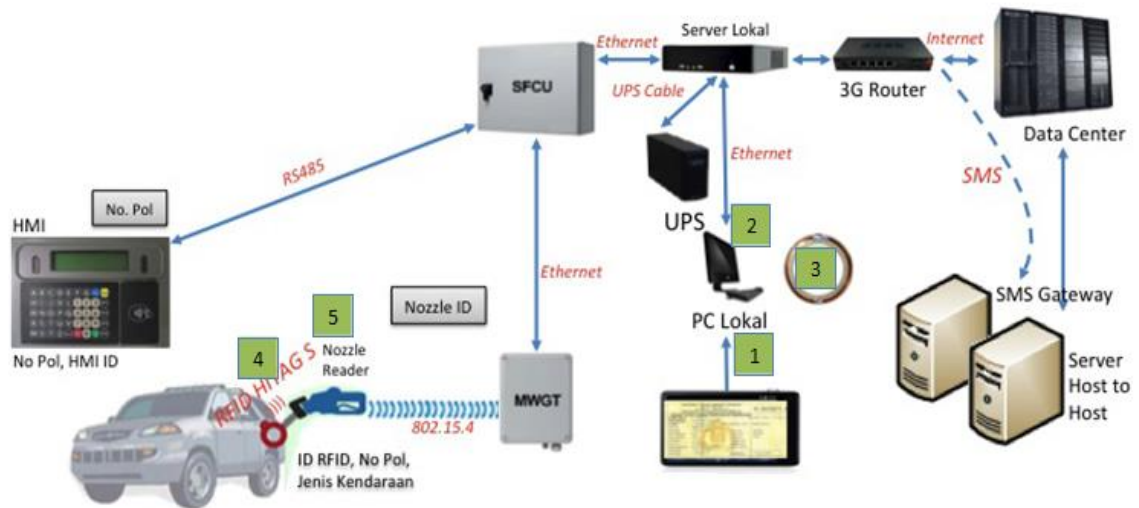 Server Lokal
Ethernet
Internet
SFCU
3G Router
UPS Cable
Data Center
Ethernet
SMS
RS485
No. Pol
HMI
UPS
2
3
Ethernet
Nozzle ID
SMS Gateway
PC Lokal
5
Nozzle
Reader
No Pol, HMI ID
4
1
RFID HITAG S
Server
Host to
Host
MWGT
802.15.4
ID RFID, No Pol,
Jenis Kendaraan